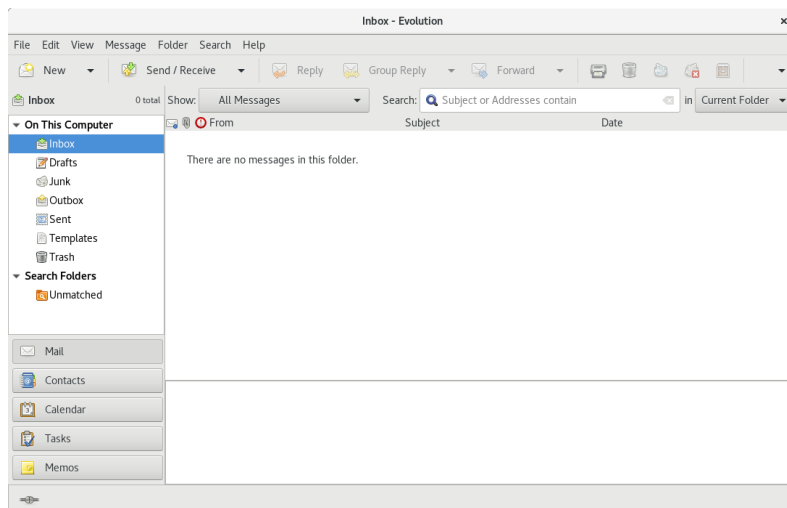 Inbox - Evolution
File Edit View Message Folder Search Help
New Send / Receive Reply Group Reply Forward
Inbox 0 total Show: All Messages Search: Subject or Addresses contain in Current Folder
On This Computer From Subject Date
Inbox
There are no messages in this folder.
Drafts
Junk
Outbox
Sent
Templates
Trash
Search Folders
Unmatched
Mail
Contacts
Calendar
Tasks
Memos